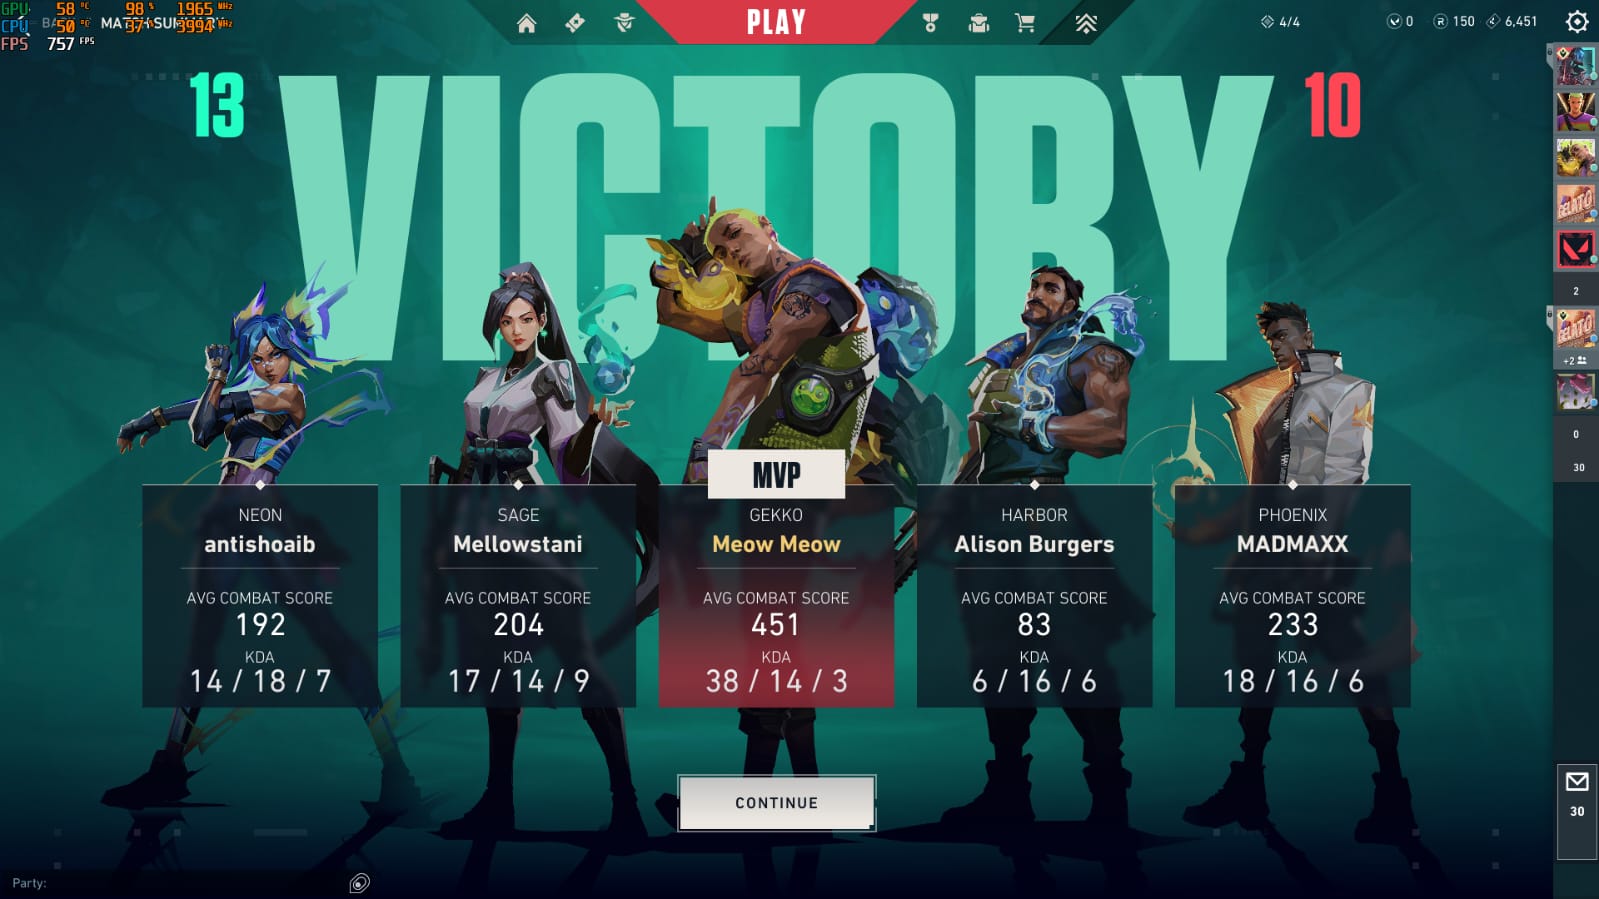 GPU 58 °C 98 % 1965 MHz
CPU 50 °C 37 3994 MHz
FPS 757 FPS
MATCH SUMMARY
PLAY
4/4
0 150 6,451
13
VICTORY
10
MVP
NEON
antishoaib
AVG COMBAT SCORE
192
KDA
14 / 18 / 7
SAGE
Mellowstani
AVG COMBAT SCORE
204
KDA
17 / 14 / 9
GEKKO
Meow Meow
AVG COMBAT SCORE
451
KDA
38 / 14 / 3
HARBOR
Alison Burgers
AVG COMBAT SCORE
83
KDA
6 / 16 / 6
PHOENIX
MADMAXX
AVG COMBAT SCORE
233
KDA
18 / 16 / 6
CONTINUE
2
+2
0
30
30
Party: